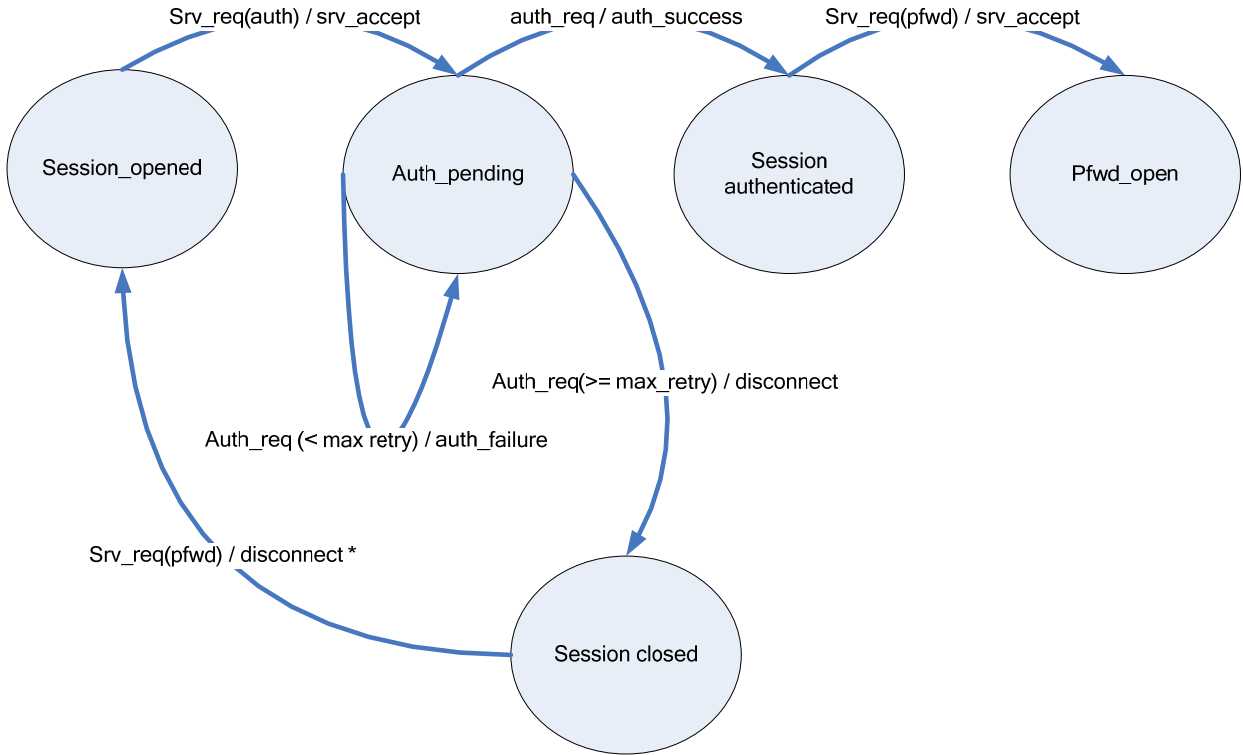 Srv_req(auth) / srv_accept
auth_req / auth_success
Srv_req(pfwd) / srv_accept
Session_opened
Auth_pending
Session
authenticated
Pfwd_open
Auth_req(>= max_retry) / disconnect
Auth_req (< max retry) / auth_failure
Srv_req(pfwd) / disconnect *
Session closed